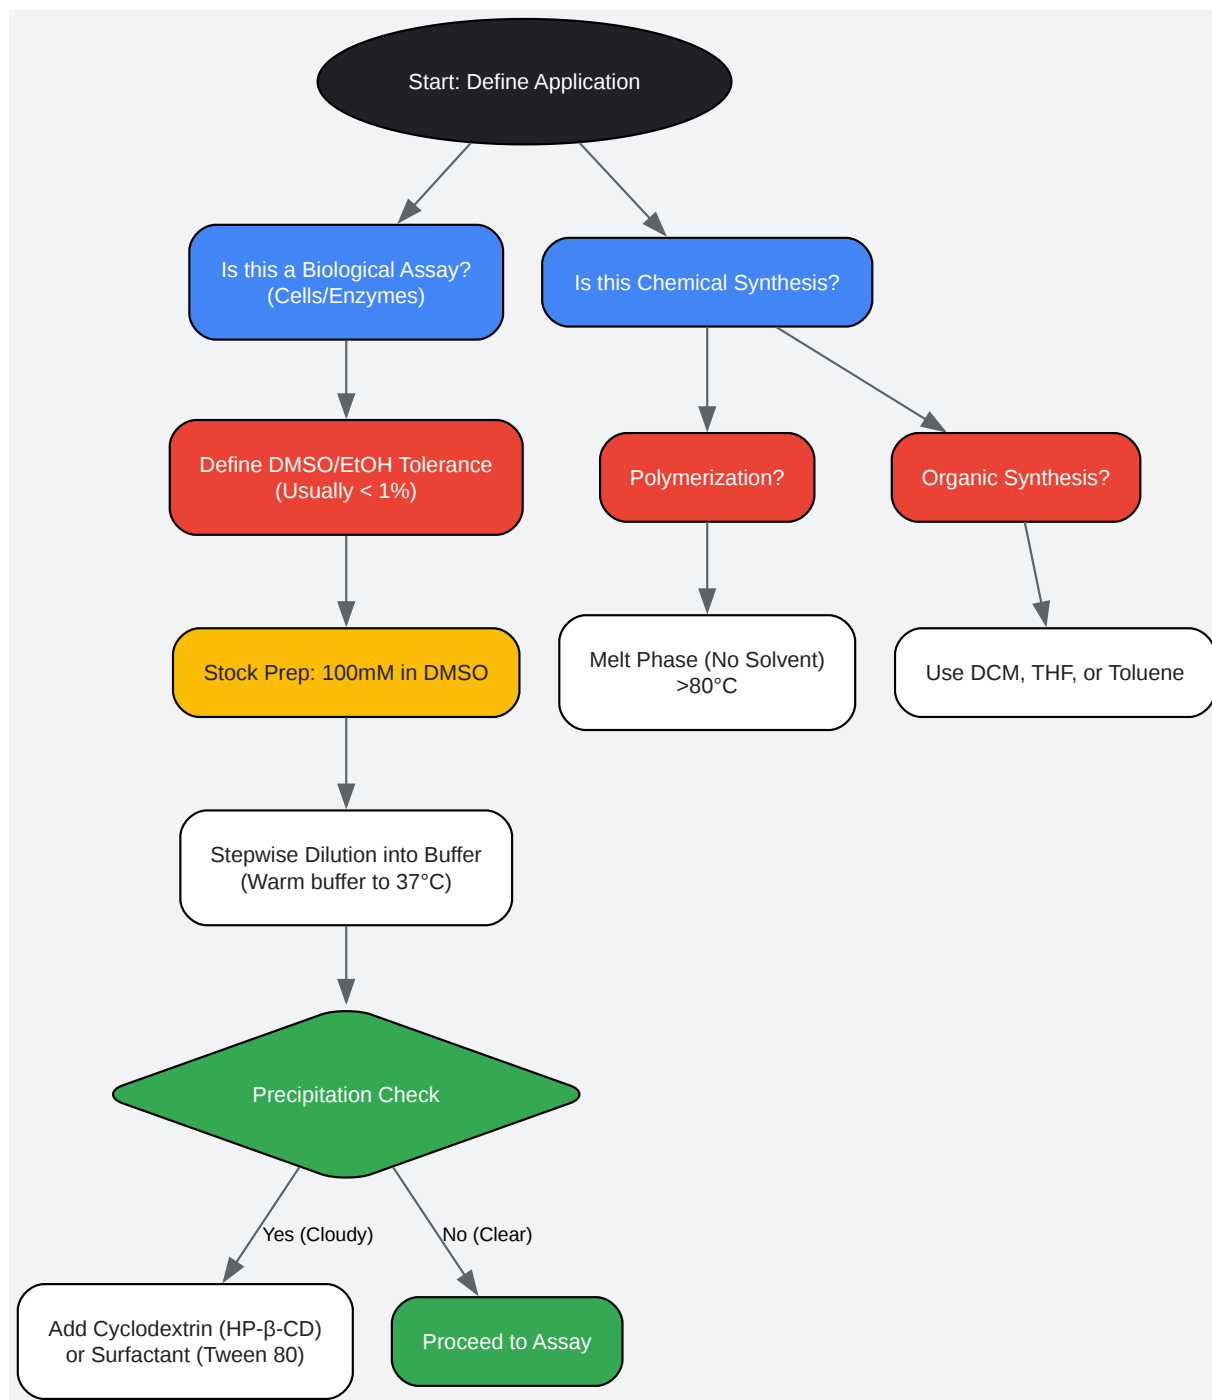 Start: Define Application
Is this a Biological Assay?
(Cells/Enzymes)
Is this Chemical Synthesis?
Define DMSO/EtOH Tolerance
(Usually < 1%)
Polymerization?
Organic Synthesis?
Stock Prep: 100mM in DMSO
Melt Phase (No Solvent)
>80°C
Use DCM, THF, or Toluene
Stepwise Dilution into Buffer
(Warm buffer to 37°C)
Precipitation Check
Yes (Cloudy)
No (Clear)
Add Cyclodextrin (HP-β-CD)
or Surfactant (Tween 80)
Proceed to Assay